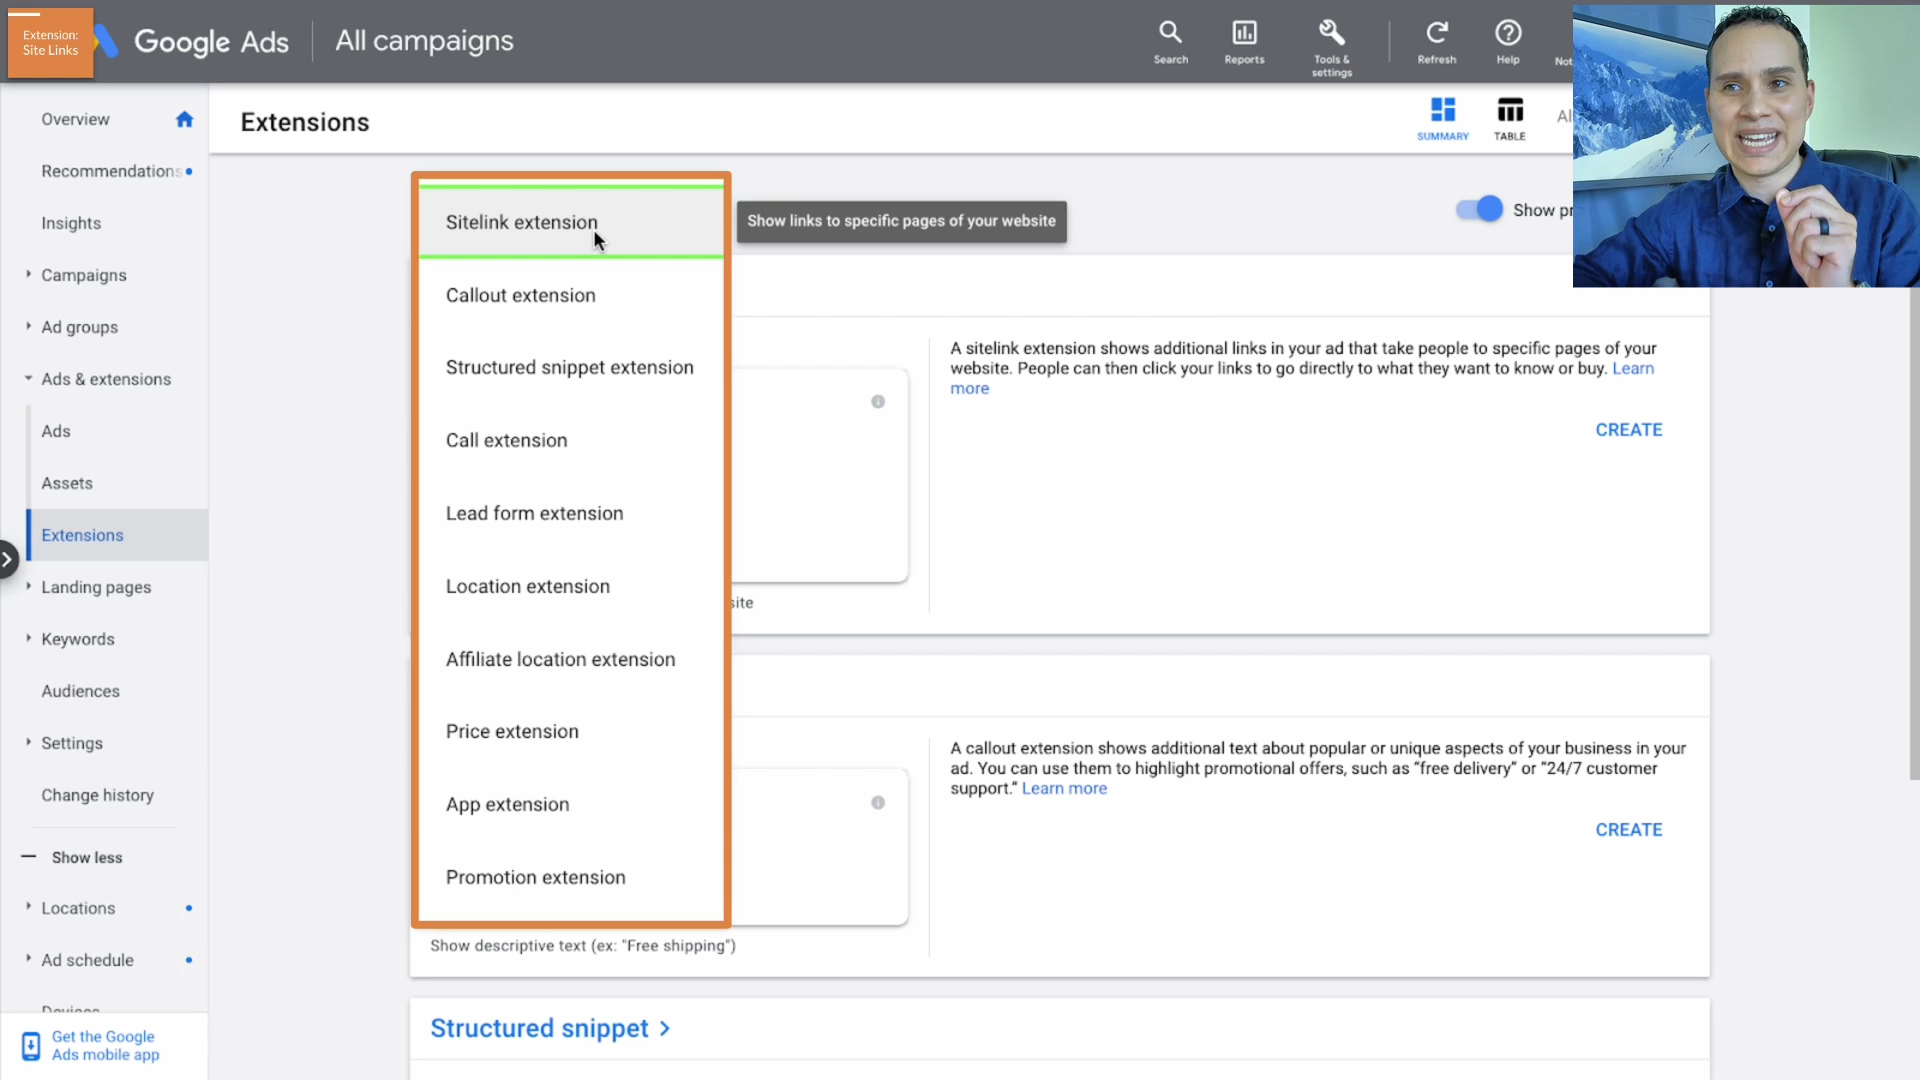 Extension:
Site Links
Google Ads
All campaigns
Search
Reports
Tools &
settings
Refresh
Help
Overview
Recommendations
Insights
Campaigns
Ad groups
Ads & extensions
Ads
Assets
Extensions
Landing pages
Keywords
Audiences
Settings
Change history
Show less
Locations
Ad schedule
Get the Google
Ads mobile app
Extensions
SUMMARY
TABLE
Sitelink extension
Show links to specific pages of your website
Callout extension
Structured snippet extension
Call extension
Lead form extension
Location extension
Affiliate location extension
Price extension
App extension
Promotion extension
A sitelink extension shows additional links in your ad that take people to specific pages of your
website. People can then click your links to go directly to what they want to know or buy. Learn
more
CREATE
A callout extension shows additional text about popular or unique aspects of your business in your
ad. You can use them to highlight promotional offers, such as “free delivery” or “24/7 customer
support.” Learn more
CREATE
Show descriptive text (ex: "Free shipping")
Structured snippet